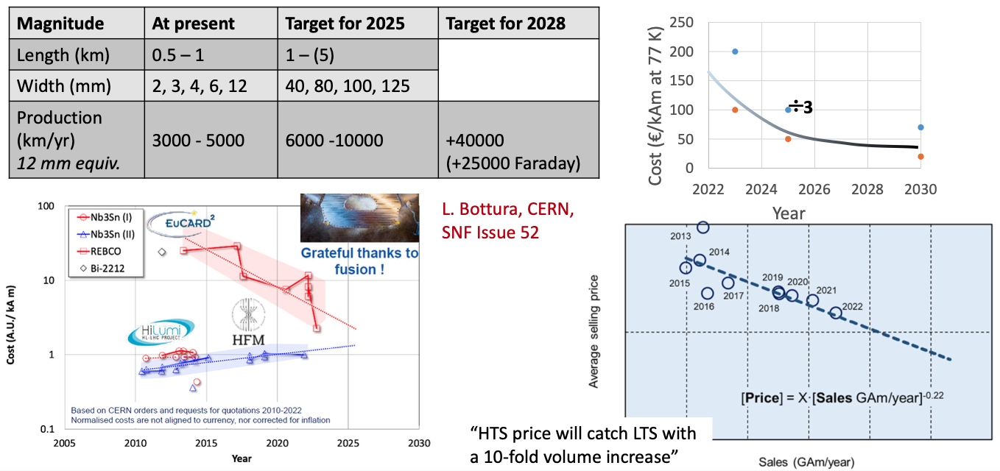 Magnitude At present Target for 2025 Target for 2028
Length (km) 0.5 – 1 1 – (5)
Width (mm) 2, 3, 4, 6, 12 40, 80, 100, 125
Production
(km/yr)
12 mm equiv.
3000 - 5000 6000 -10000 +40000
(+25000 Faraday)
250
200
150
100
50
0
Cost (€/kAm at 77 K)
÷3
2022 2024 2026 2028 2030
Year
100
10
1
0.1
Cost (A.U./ kA m)
Nb3Sn (I)
Nb3Sn (II)
REBCO
Bi-2212
EuCARD²
Grateful thanks to
fusion !
HiLumi
HL-LHC PROJECT
HFM
Based on CERN orders and requests for quotations 2010-2022
Normalised costs are not aligned to currency, nor corrected for inflation
2005 2010 2015 2020 2025 2030
Year
L. Bottura, CERN,
SNF Issue 52
Average selling price
2013
2014
2015
2016
2017
2019
2018
2020
2021
2022
[Price] = X·[Sales GAm/year]-0.22
Sales (GAm/year)
“HTS price will catch LTS with
a 10-fold volume increase”